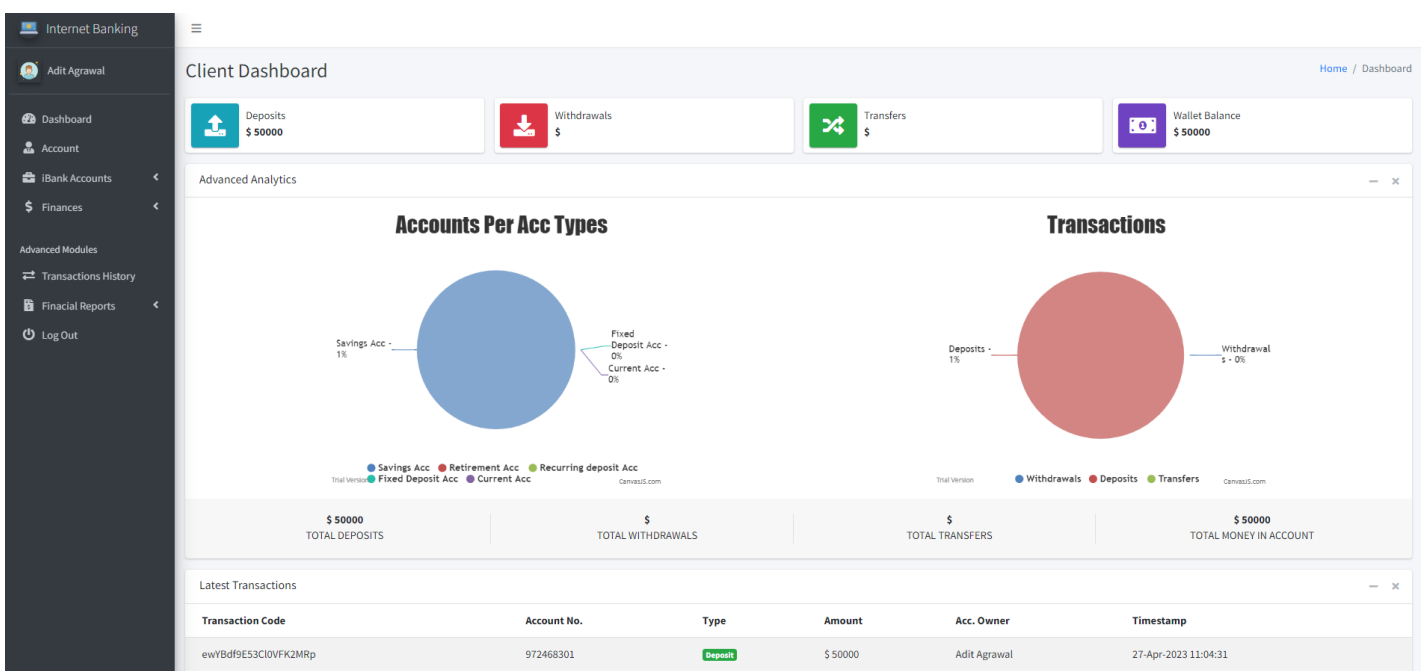 Internet Banking
Adit Agrawal
Dashboard
Account
iBank Accounts
$ Finances
Advanced Modules
Transactions History
Finacial Reports
Log Out
Client Dashboard
Home / Dashboard
Deposits
$ 50000
Withdrawals
$
Transfers
$
Wallet Balance
$ 50000
Advanced Analytics
Accounts Per Acc Types
Savings Acc -
1%
Fixed
Deposit Acc -
0%
Current Acc -
0%
Savings Acc Retirement Acc Recurring deposit Acc
Fixed Deposit Acc Current Acc
Trial Version
CanvasJS.com
Transactions
Deposits -
1%
Withdrawal
s - 0%
Withdrawals Deposits Transfers
Trial Version
CanvasJS.com
$ 50000
TOTAL DEPOSITS
$
TOTAL WITHDRAWALS
$
TOTAL TRANSFERS
$ 50000
TOTAL MONEY IN ACCOUNT
Latest Transactions
Transaction Code Account No. Type Amount Acc. Owner Timestamp
ewYBdf9E53Cl0VFK2MRp 972468301 Deposit $ 50000 Adit Agrawal 27-Apr-2023 11:04:31